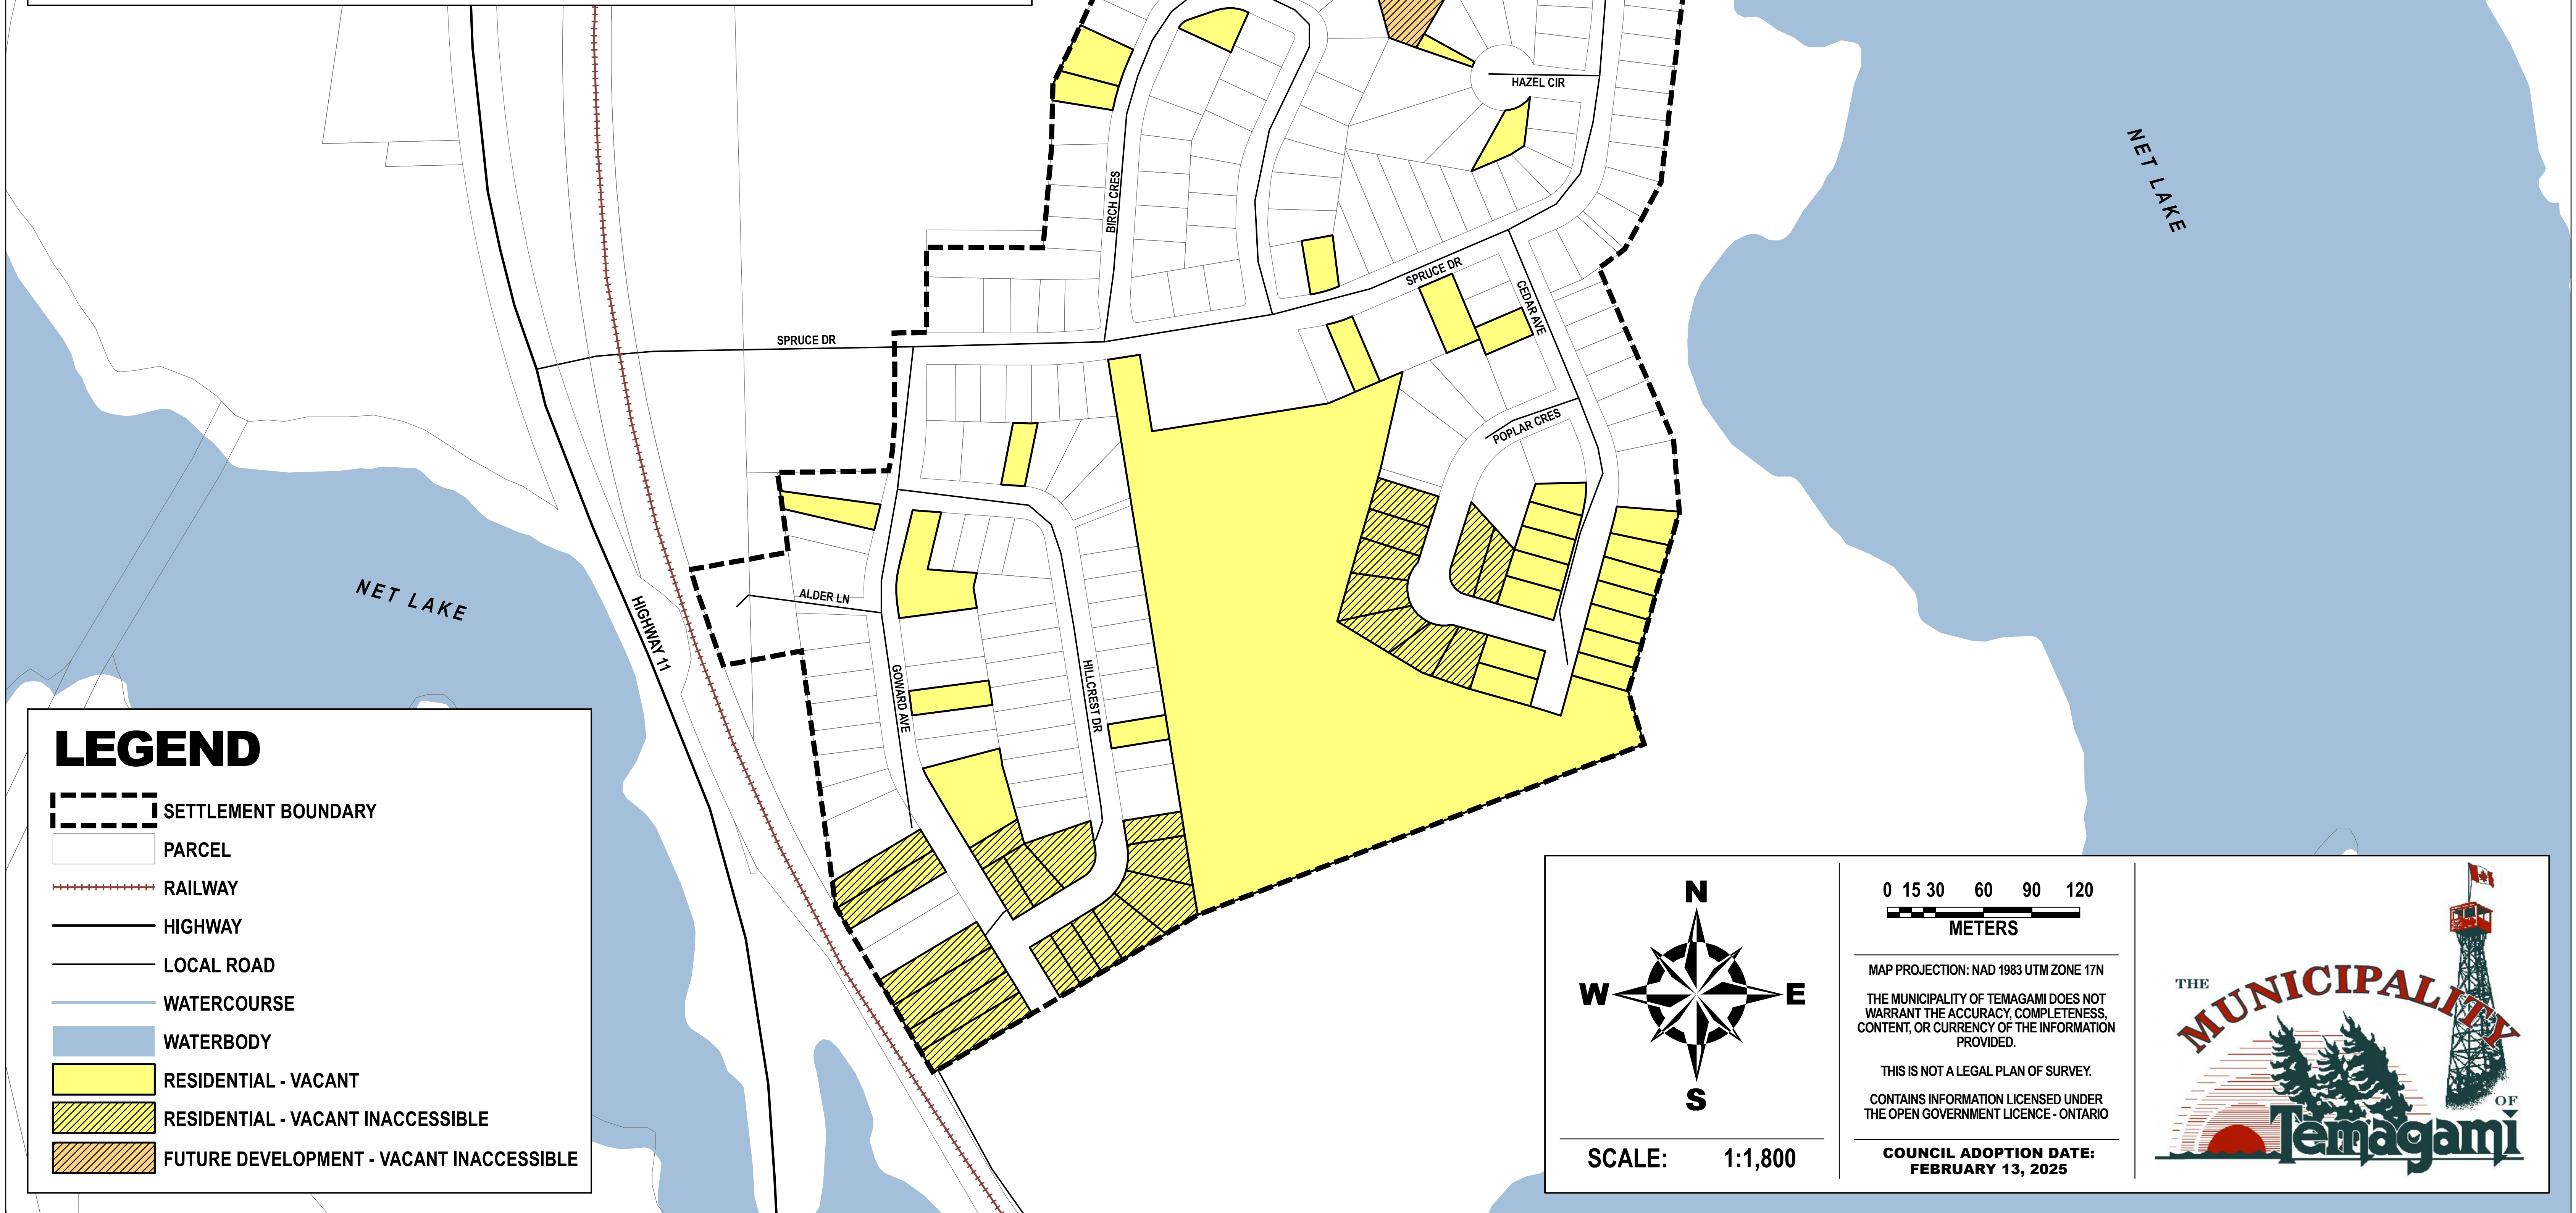 HAZEL CIR
NET LAKE
BIRCH CRES
SPRUCE DR
CEDAR AVE
SPRUCE DR
POPLAR CRES
NET LAKE
HIGHWAY 11
ALDER LN
GOWARD AVE
HILLCREST DR
LEGEND
SETTLEMENT BOUNDARY
PARCEL
RAILWAY
HIGHWAY
LOCAL ROAD
WATERCOURSE
WATERBODY
RESIDENTIAL - VACANT
RESIDENTIAL - VACANT INACCESSIBLE
FUTURE DEVELOPMENT - VACANT INACCESSIBLE
N
W E
S
SCALE: 1:1,800
0 15 30 60 90 120
METERS
MAP PROJECTION: NAD 1983 UTM ZONE 17N
THE MUNICIPALITY OF TEMAGAMI DOES NOT
WARRANT THE ACCURACY, COMPLETENESS,
CONTENT, OR CURRENCY OF THE INFORMATION
PROVIDED.
THIS IS NOT A LEGAL PLAN OF SURVEY.
CONTAINS INFORMATION LICENSED UNDER
THE OPEN GOVERNMENT LICENCE - ONTARIO
COUNCIL ADOPTION DATE:
FEBRUARY 13, 2025
THE
MUNICIPALITY
OF
Temagami